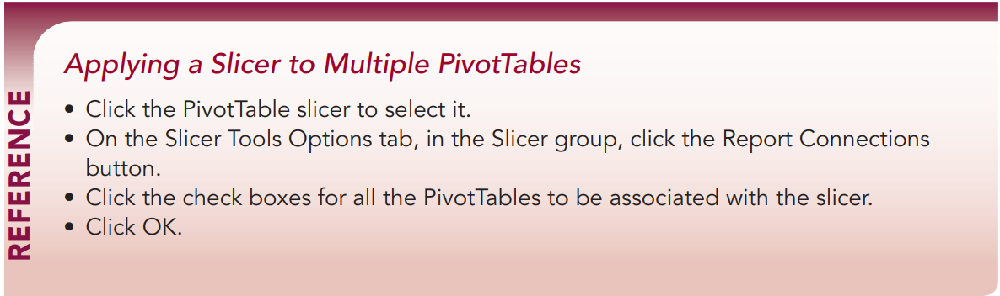 REFERENCE
Applying a Slicer to Multiple PivotTables
• Click the PivotTable slicer to select it.
• On the Slicer Tools Options tab, in the Slicer group, click the Report Connections
button.
• Click the check boxes for all the PivotTables to be associated with the slicer.
• Click OK.